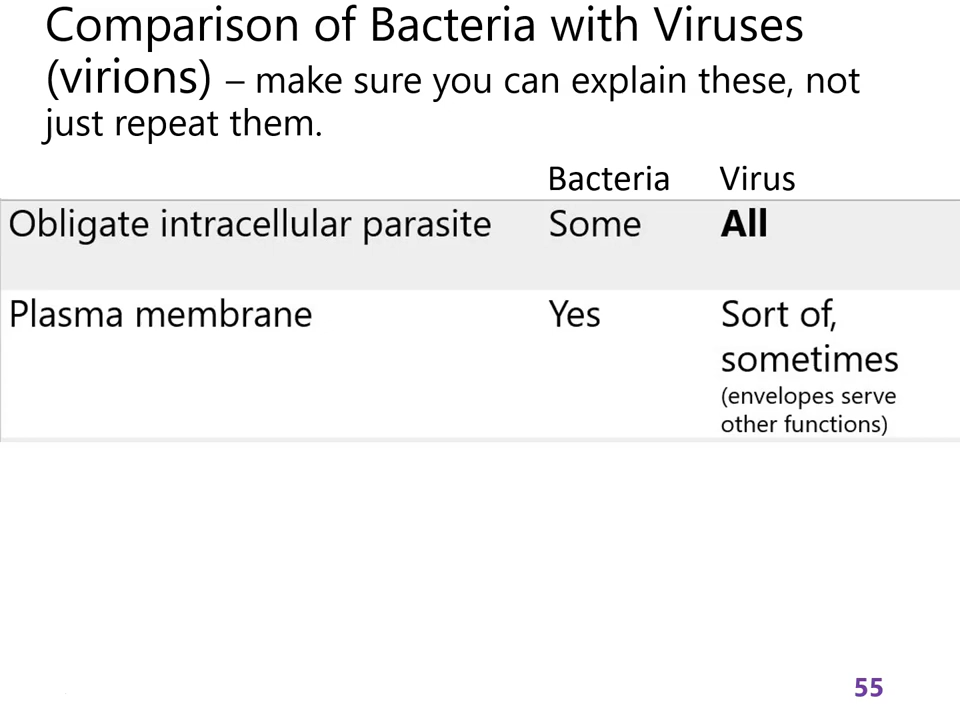 Comparison of Bacteria with Viruses
(virions) – make sure you can explain these, not
just repeat them.
Bacteria Virus
Obligate intracellular parasite Some All
Plasma membrane Yes Sort of,
sometimes
(envelopes serve
other functions)
55